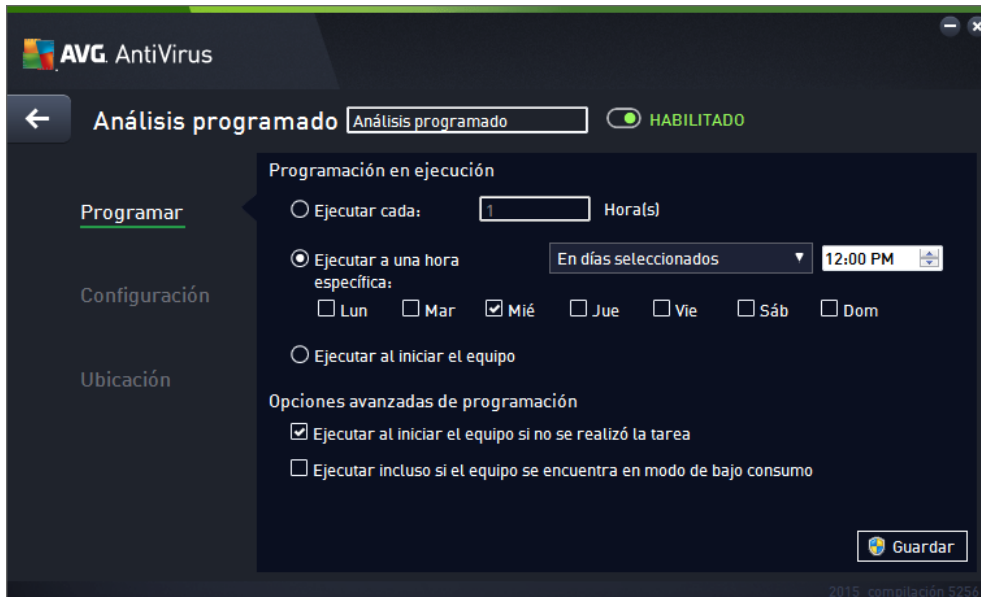 AVG. AntiVirus
Análisis programado Análisis programado HABILITADO
Programar
Configuración
Ubicación
Programación en ejecución
Ejecutar cada: 1 Hora(s)
Ejecutar a una hora específica: En días seleccionados 12:00 PM
Lun Mar Mié Jue Vie Sáb Dom
Ejecutar al iniciar el equipo
Opciones avanzadas de programación
Ejecutar al iniciar el equipo si no se realizó la tarea
Ejecutar incluso si el equipo se encuentra en modo de bajo consumo
Guardar
2015 compilación 5256